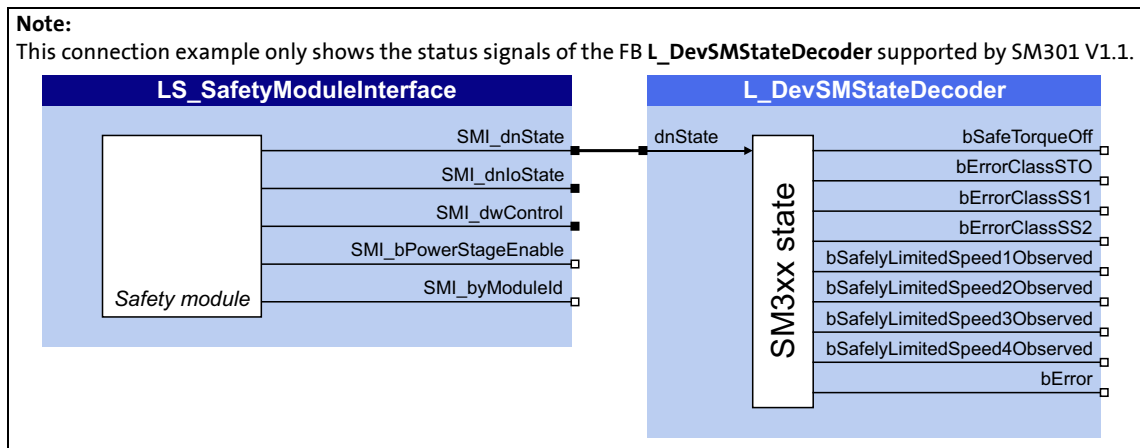 Note:
This connection example only shows the status signals of the FB L_DevSMStateDecoder supported by SM301 V1.1.
LS_SafetyModuleInterface
SMI_dnState
SMI_dnIoState
SMI_dwControl
SMI_bPowerStageEnable
SMI_byModuleId
Safety module
L_DevSMStateDecoder
dnState
SM3xx state
bSafeTorqueOff
bErrorClassSTO
bErrorClassSS1
bErrorClassSS2
bSafelyLimitedSpeed1Observed
bSafelyLimitedSpeed2Observed
bSafelyLimitedSpeed3Observed
bSafelyLimitedSpeed4Observed
bError